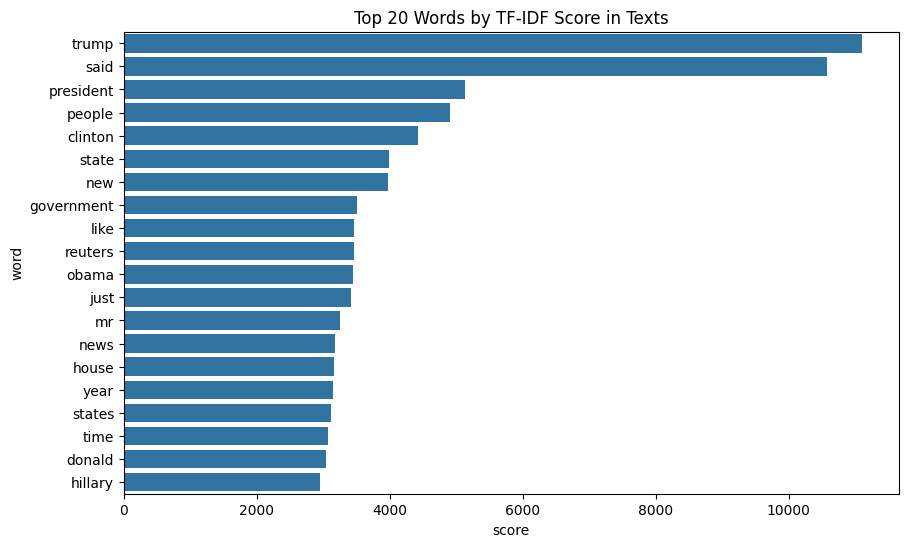 Top 20 Words by TF-IDF Score in Texts
word
trump
said
president
people
clinton
state
new
government
like
reuters
obama
just
mr
news
house
year
states
time
donald
hillary
0 2000 4000 6000 8000 10000
score